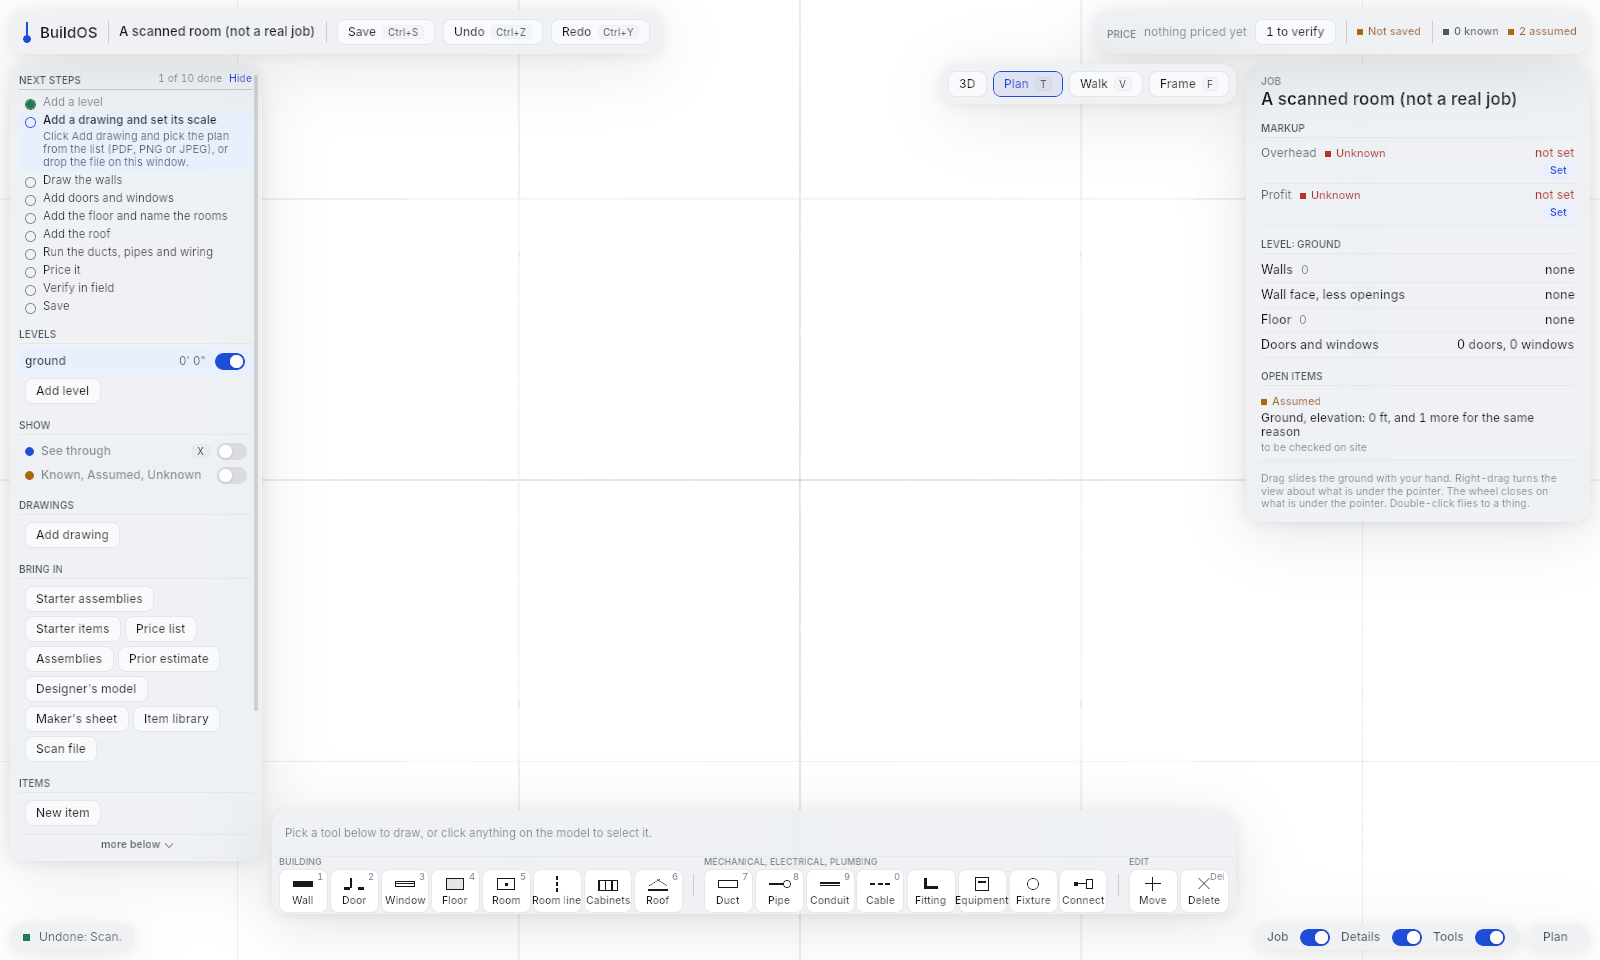 BuildOS
A scanned room (not a real job)
Save Ctrl+S
Undo Ctrl+Z
Redo Ctrl+Y
PRICE nothing priced yet
1 to verify
Not saved
0 known
2 assumed
3D
Plan T
Walk V
Frame F
NEXT STEPS
1 of 10 done
Hide
Add a level
Add a drawing and set its scale
Click Add drawing and pick the plan
from the list (PDF, PNG or JPEG), or
drop the file on this window.
Draw the walls
Add doors and windows
Add the floor and name the rooms
Add the roof
Run the ducts, pipes and wiring
Price it
Verify in field
Save
LEVELS
ground 0' 0"
Add level
SHOW
See through X
Known, Assumed, Unknown
DRAWINGS
Add drawing
BRING IN
Starter assemblies
Starter items
Price list
Assemblies
Prior estimate
Designer's model
Maker's sheet
Item library
Scan file
ITEMS
New item
more below
JOB
A scanned room (not a real job)
MARKUP
Overhead Unknown not set
Set
Profit Unknown not set
Set
LEVEL: GROUND
Walls 0 none
Wall face, less openings none
Floor 0 none
Doors and windows 0 doors, 0 windows
OPEN ITEMS
Assumed
Ground, elevation: 0 ft, and 1 more for the same
reason
to be checked on site
Drag slides the ground with your hand. Right-drag turns the
view about what is under the pointer. The wheel closes on
what is under the pointer. Double-click flies to a thing.
Pick a tool below to draw, or click anything on the model to select it.
BUILDING
1 Wall
2 Door
3 Window
4 Floor
5 Room
Room line
Cabinets
6 Roof
MECHANICAL, ELECTRICAL, PLUMBING
7 Duct
8 Pipe
9 Conduit
0 Cable
Fitting
Equipment
Fixture
Connect
EDIT
Move
Del Delete
Undone: Scan.
Job
Details
Tools
Plan